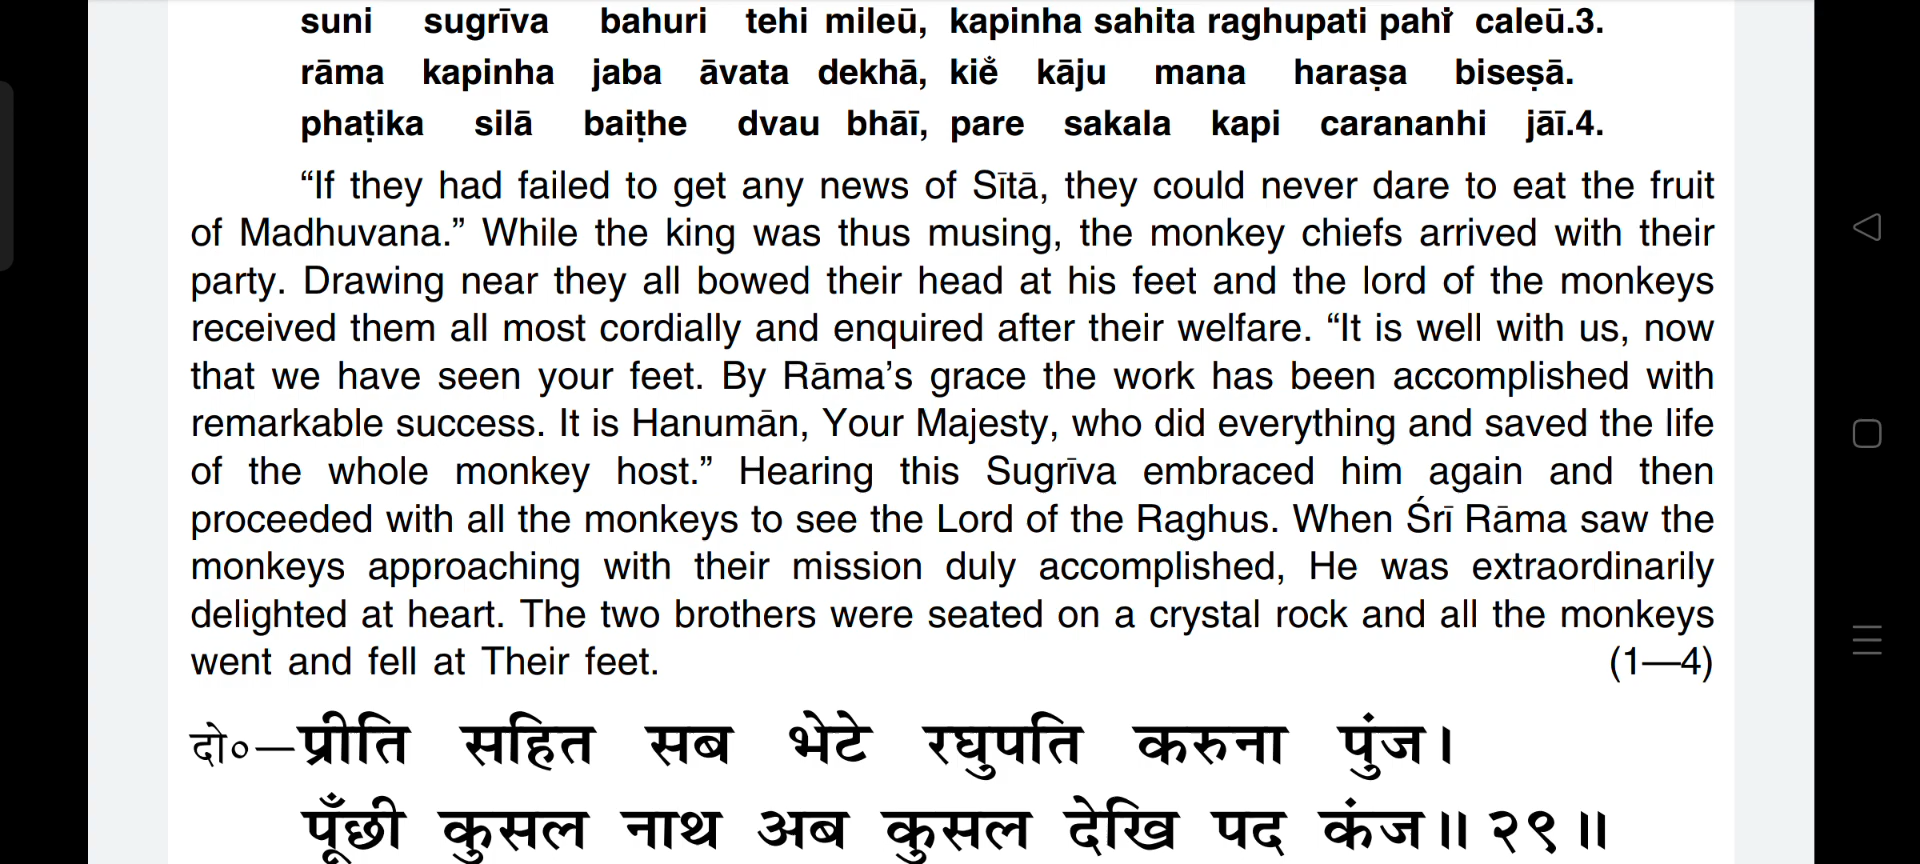 suni sugrīva bahuri tehi mileū, kapinha sahita raghupati pahiँ caleū.3.
rāma kapinha jaba āvata dekhā, kieँ kāju mana haraṣa biseṣā.
phaṭika silā baiṭhe dvau bhāī, pare sakala kapi carananhi jāī.4.
“If they had failed to get any news of Sītā, they could never dare to eat the fruit
of Madhuvana.” While the king was thus musing, the monkey chiefs arrived with their
party. Drawing near they all bowed their head at his feet and the lord of the monkeys
received them all most cordially and enquired after their welfare. “It is well with us, now
that we have seen your feet. By Rāma’s grace the work has been accomplished with
remarkable success. It is Hanumān, Your Majesty, who did everything and saved the life
of the whole monkey host.” Hearing this Sugrīva embraced him again and then
proceeded with all the monkeys to see the Lord of the Raghus. When Śrī Rāma saw the
monkeys approaching with their mission duly accomplished, He was extraordinarily
delighted at heart. The two brothers were seated on a crystal rock and all the monkeys
went and fell at Their feet. (1—4)
दो०—प्रीति सहित सब भेटे रघुपति करुना पुंज।
पूँछी कुसल नाथ अब कुसल देखि पद कंज॥ २९॥